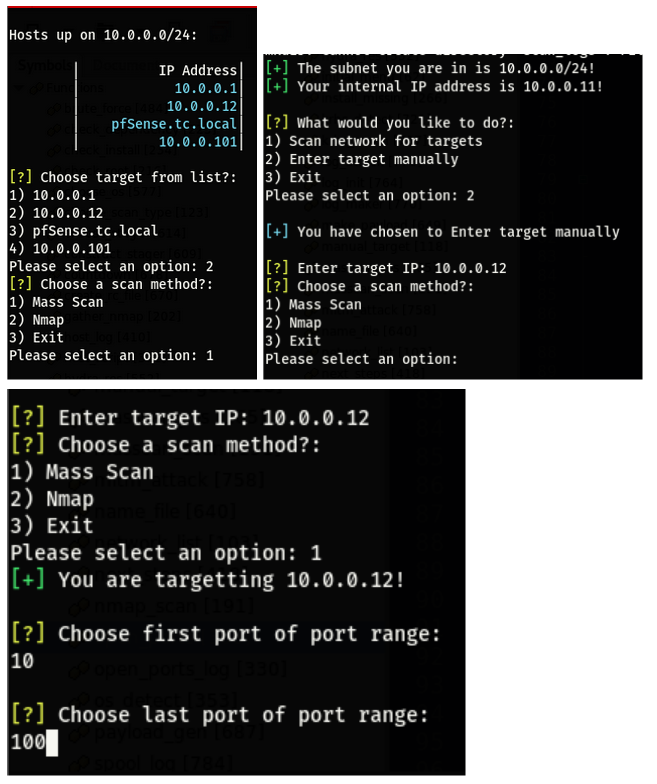 Hosts up on 10.0.0.0/24:
IP Address
10.0.0.1
10.0.0.12
pfSense.tc.local
10.0.0.101
[?] Choose target from list?:
1) 10.0.0.1
2) 10.0.0.12
3) pfSense.tc.local
4) 10.0.0.101
Please select an option: 2
[?] Choose a scan method?:
1) Mass Scan
2) Nmap
3) Exit
Please select an option: 1
[+] The subnet you are in is 10.0.0.0/24!
[+] Your internal IP address is 10.0.0.11!
[?] What would you like to do?:
1) Scan network for targets
2) Enter target manually
3) Exit
Please select an option: 2
[+] You have chosen to Enter target manually
[?] Enter target IP: 10.0.0.12
[?] Choose a scan method?:
1) Mass Scan
2) Nmap
3) Exit
Please select an option:
[?] Enter target IP: 10.0.0.12
[?] Choose a scan method?:
1) Mass Scan
2) Nmap
3) Exit
Please select an option: 1
[+] You are targetting 10.0.0.12!
[?] Choose first port of port range:
10
[?] Choose last port of port range:
100